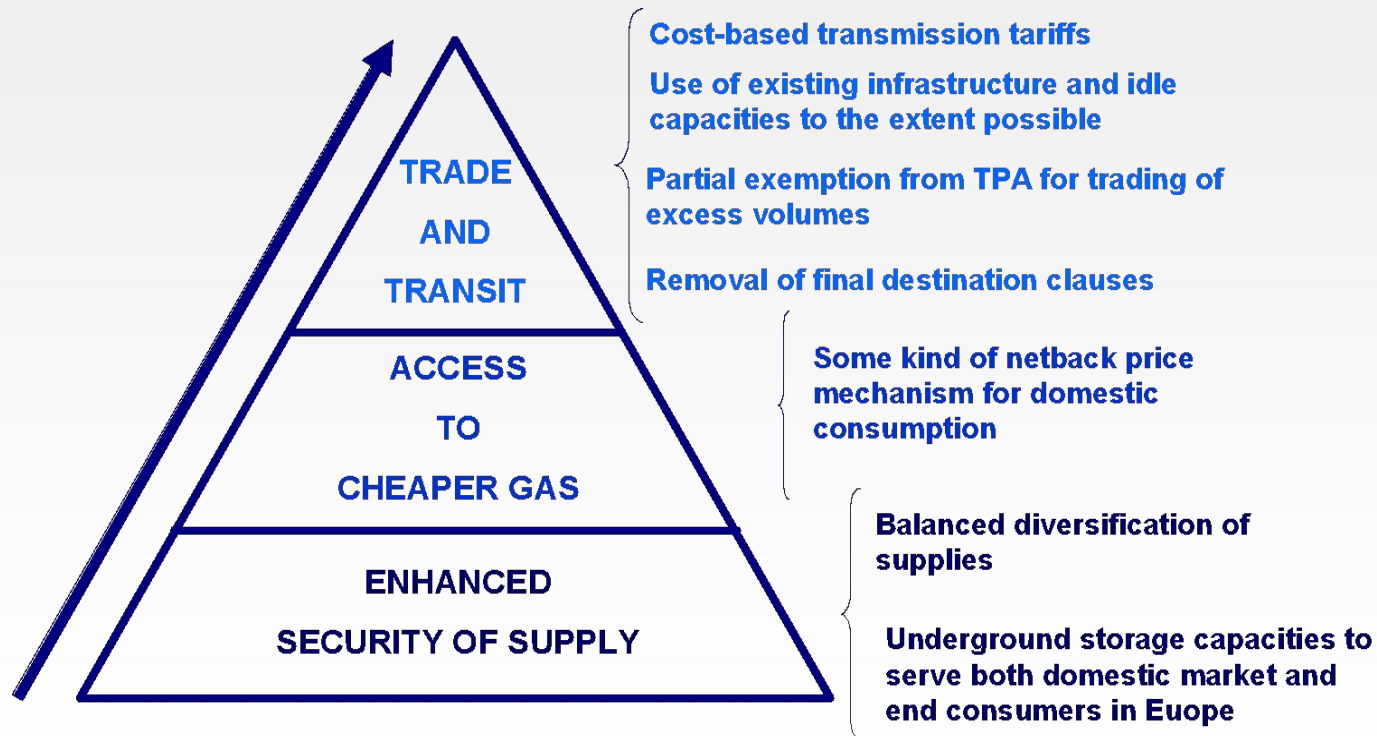 TRADE
AND
TRANSIT
Cost-based transmission tariffs
Use of existing infrastructure and idle
capacities to the extent possible
Partial exemption from TPA for trading of
excess volumes
Removal of final destination clauses
ACCESS
TO
CHEAPER GAS
Some kind of netback price
mechanism for domestic
consumption
ENHANCED
SECURITY OF SUPPLY
Balanced diversification of
supplies
Underground storage capacities to
serve both domestic market and
end consumers in Euope